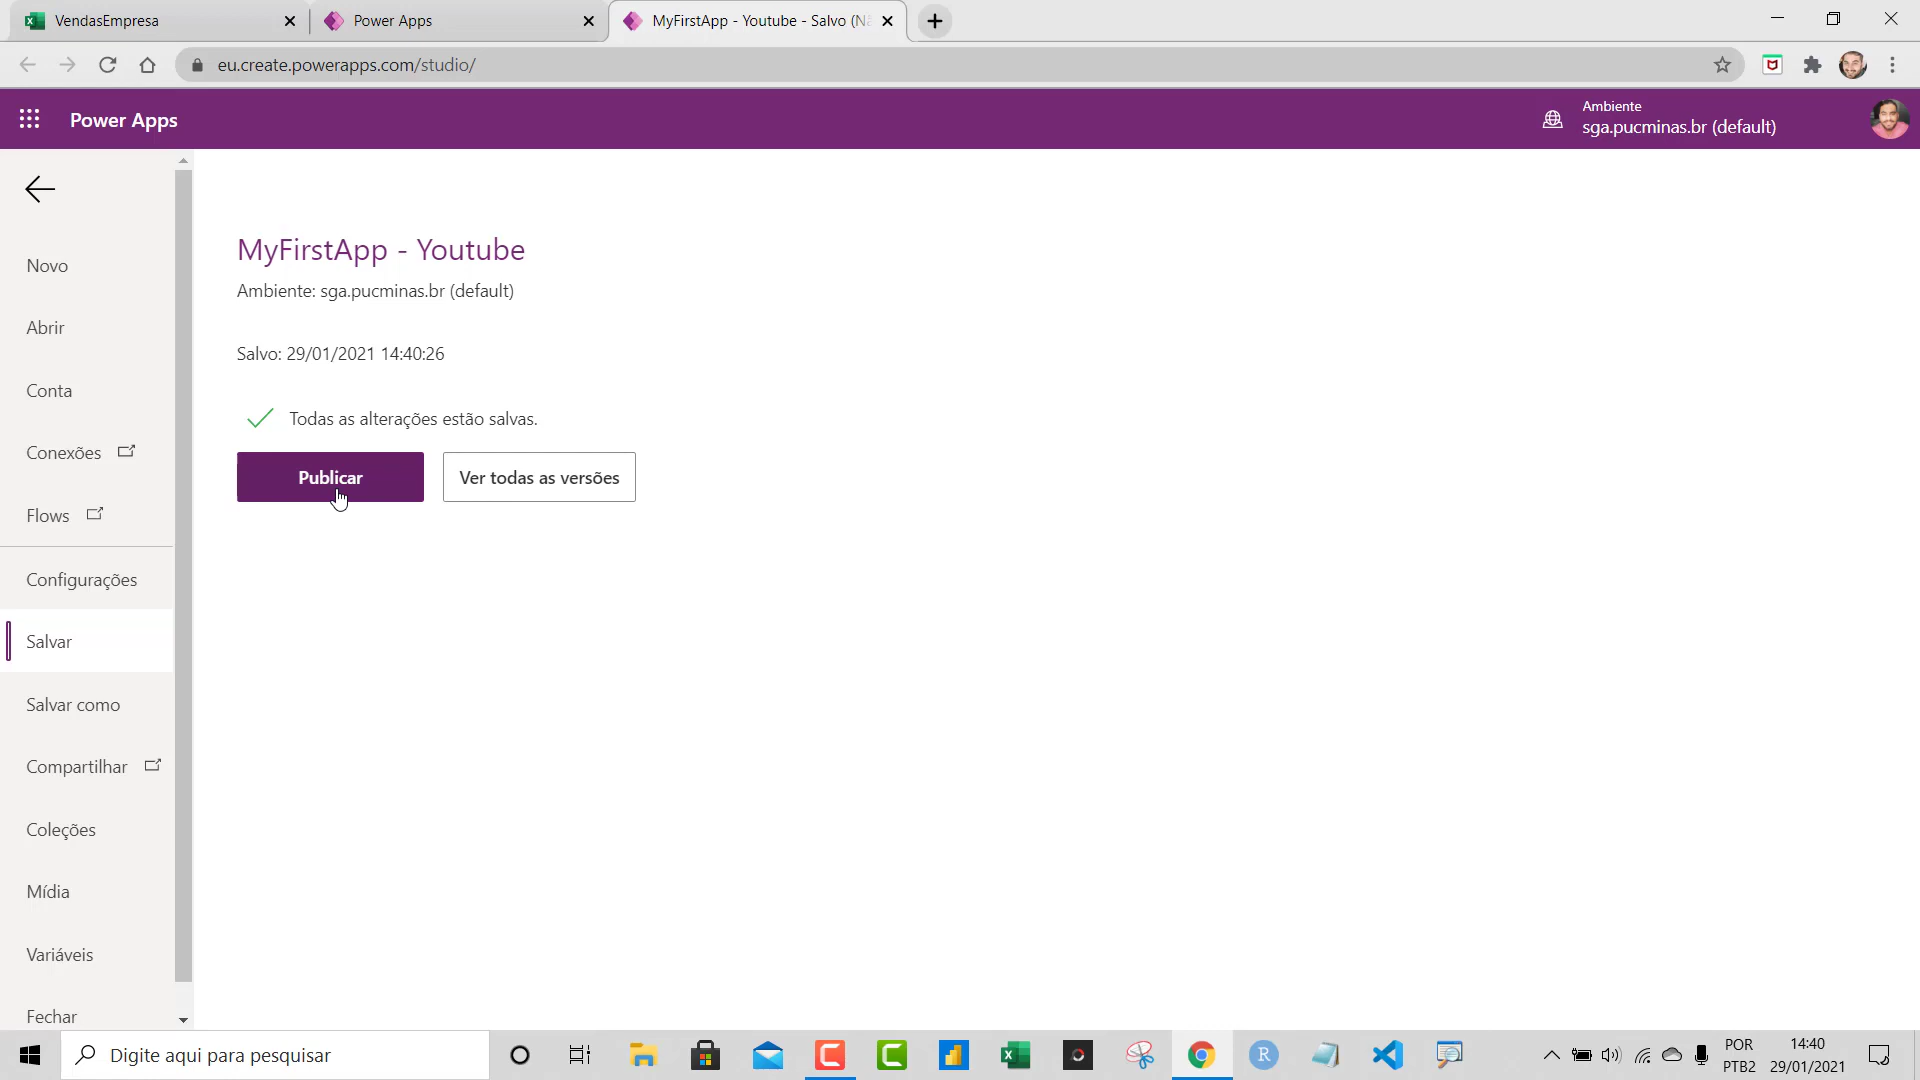 VendasEmpresa
Power Apps
MyFirstApp - Youtube - Salvo (Nã
eu.create.powerapps.com/studio/
Power Apps
Ambiente
sga.pucminas.br (default)
Novo
Abrir
Conta
Conexões
Flows
Configurações
Salvar
Salvar como
Compartilhar
Coleções
Mídia
Variáveis
Fechar
MyFirstApp - Youtube
Ambiente: sga.pucminas.br (default)
Salvo: 29/01/2021 14:40:26
Todas as alterações estão salvas.
Publicar
Ver todas as versões
Digite aqui para pesquisar
POR
PTB2
14:40
29/01/2021